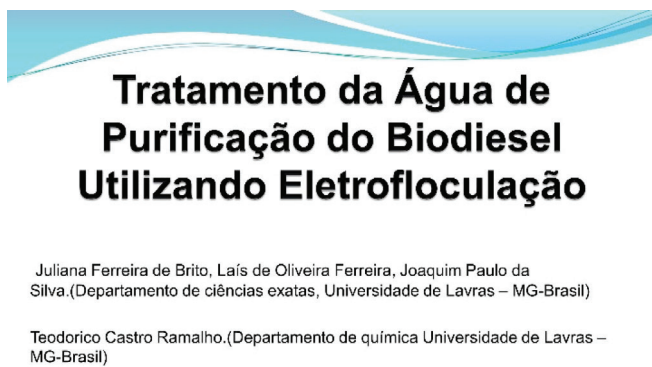 Tratamento da Água de
Purificação do Biodiesel
Utilizando Eletrofloculação
Juliana Ferreira de Brito, Laís de Oliveira Ferreira, Joaquim Paulo da
Silva.(Departamento de ciências exatas, Universidade de Lavras – MG-Brasil)
Teodorico Castro Ramalho.(Departamento de química Universidade de Lavras –
MG-Brasil)